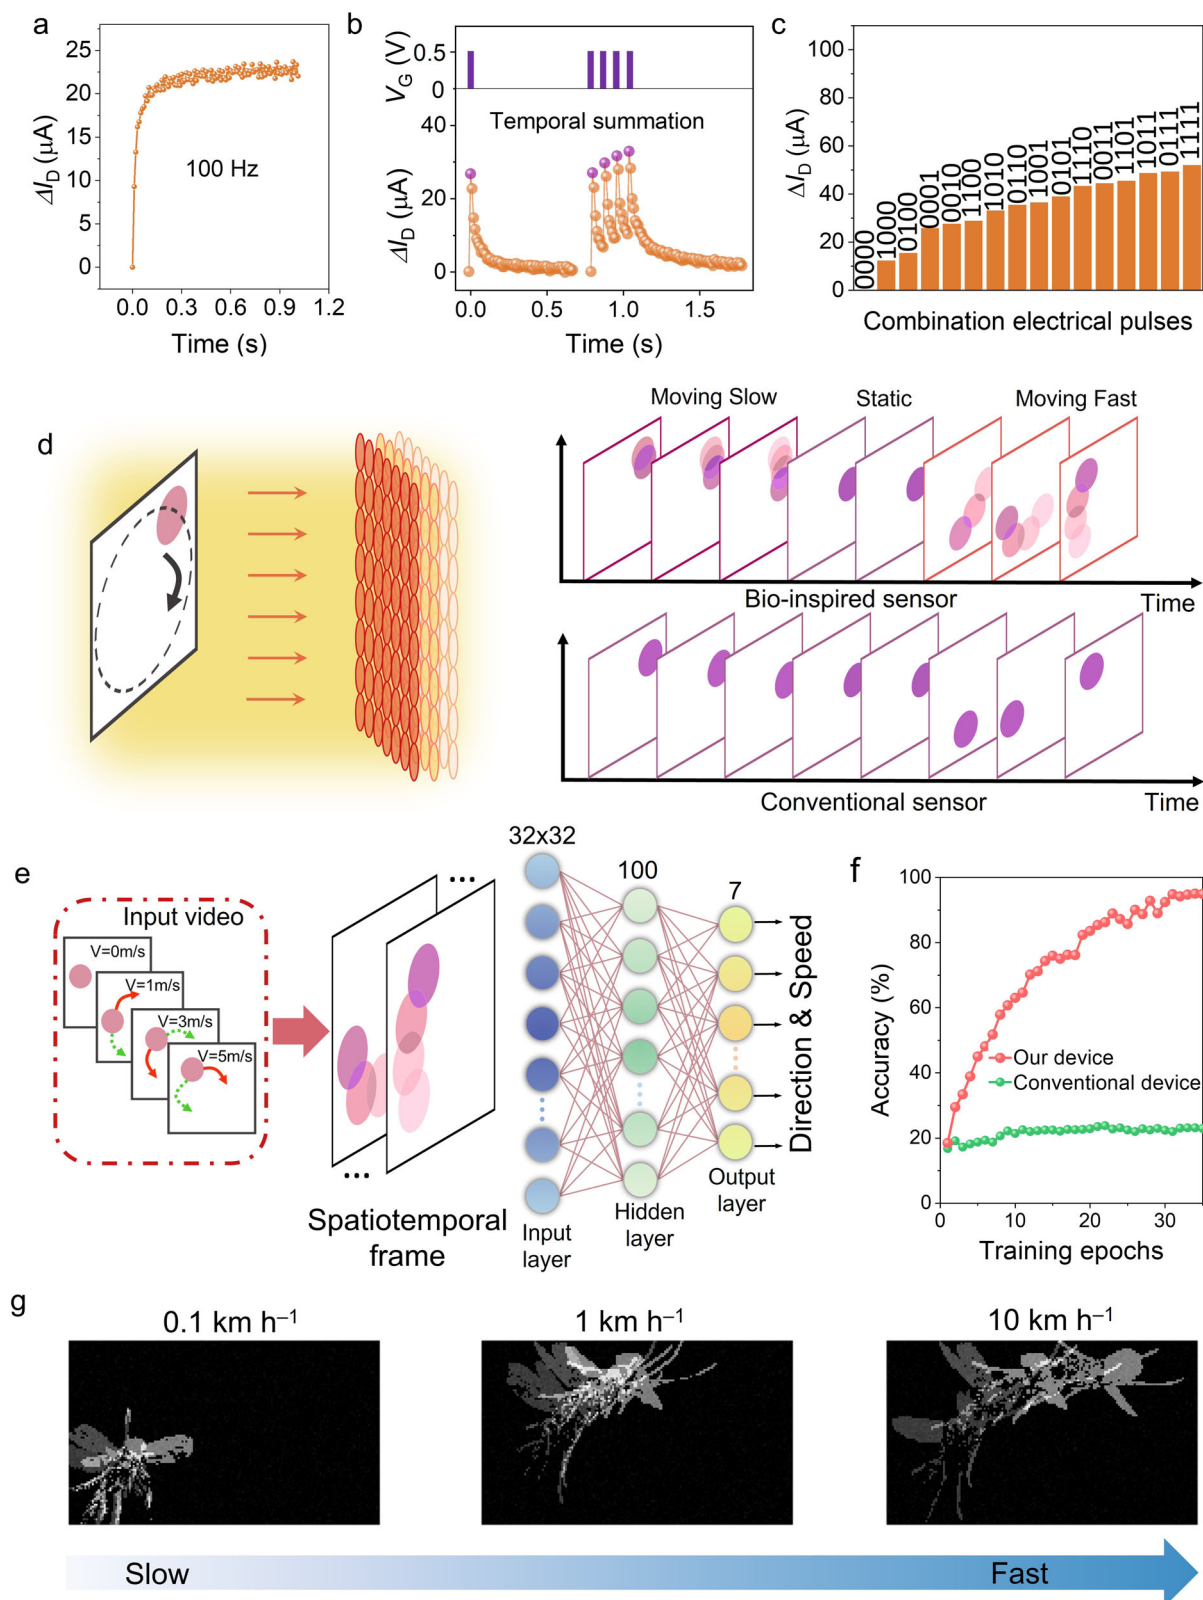 a
25
20
15
10
5
0
ΔI_D (µA)
100 Hz
0.0 0.3 0.6 0.9 1.2
Time (s)
b
0.5
0
V_G (V)
Temporal summation
40
20
0
ΔI_D (µA)
0.0 0.5 1.0 1.5
Time (s)
c
100
80
60
40
20
0
ΔI_D (µA)
0000
1000
0100
0001
0010
1100
1010
0110
1001
0101
1110
0011
1101
1011
0111
1111
Combination electrical pulses
d
Moving Slow Static Moving Fast
Bio-inspired sensor Time
Conventional sensor Time
e
Input video
V=0m/s
V=1m/s
V=3m/s
V=5m/s
...
...
Spatiotemporal
frame
32x32
100
7
Input
layer
Hidden
layer
Output
layer
Direction & Speed
f
100
80
60
40
20
0
Accuracy (%)
Our device
Conventional device
0 10 20 30
Training epochs
g
0.1 km h⁻¹ 1 km h⁻¹ 10 km h⁻¹
Slow Fast